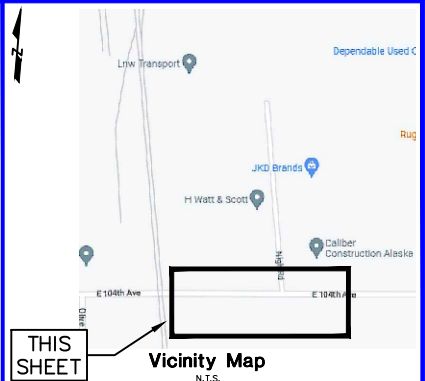 N
Lnw Transport
Dependable Used C
Rug
JKD Brands
H Watt & Scott
Caliber
Construction Alaska
E 104th Ave
E 104th Ave
THIS
SHEET
Vicinity Map
N.T.S.